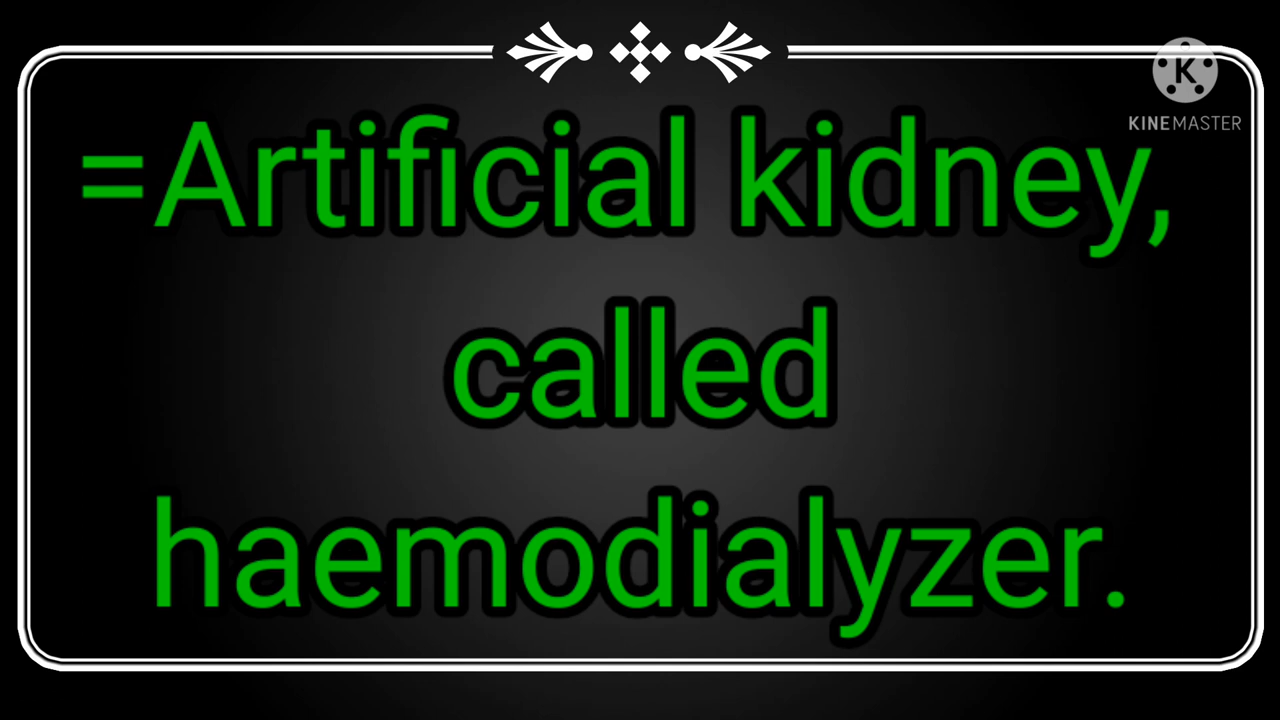 K
KINEMASTER
=Artificial kidney,
called
haemodialyzer.